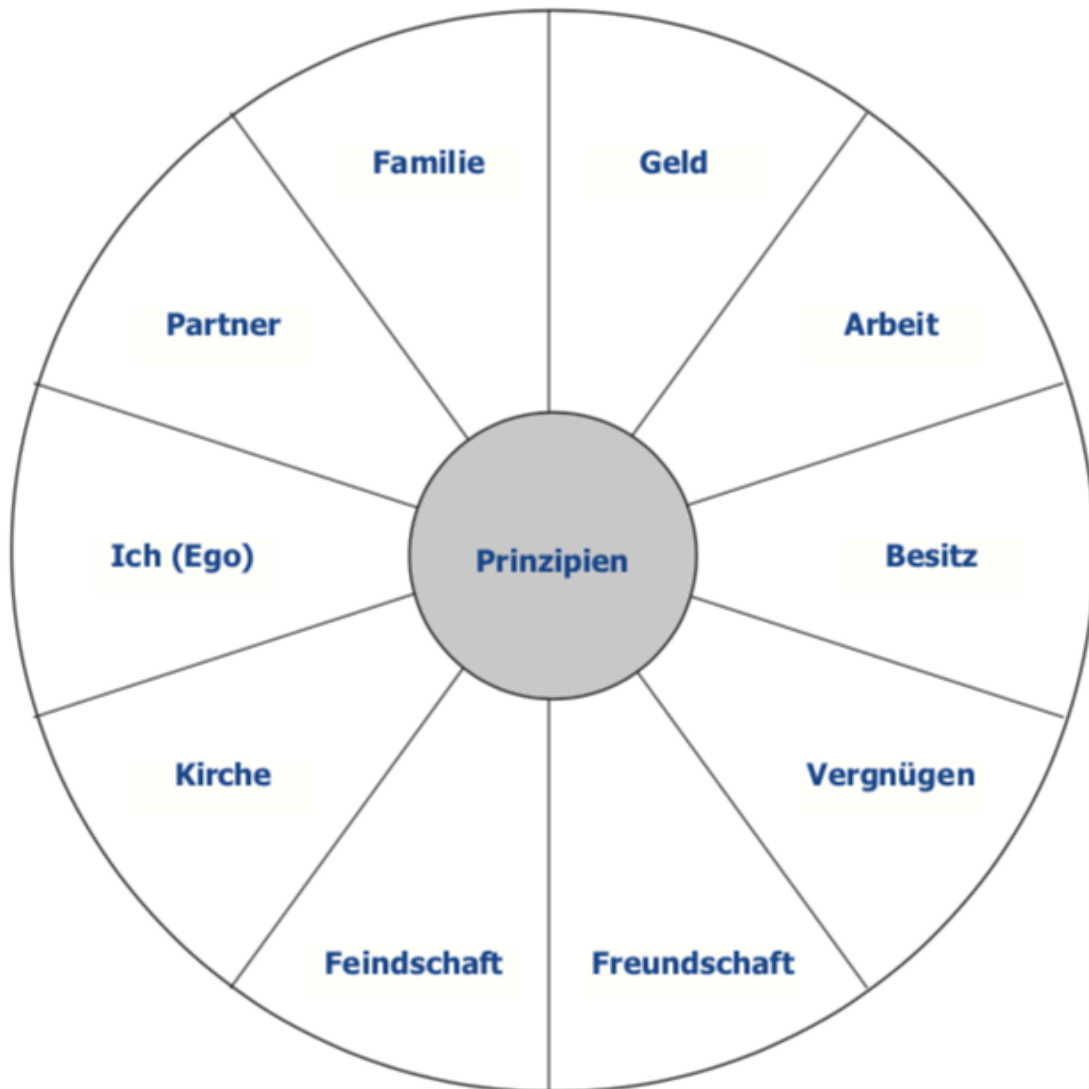 Familie
Geld
Partner
Arbeit
Ich (Ego)
Prinzipien
Besitz
Kirche
Vergnügen
Feindschaft
Freundschaft